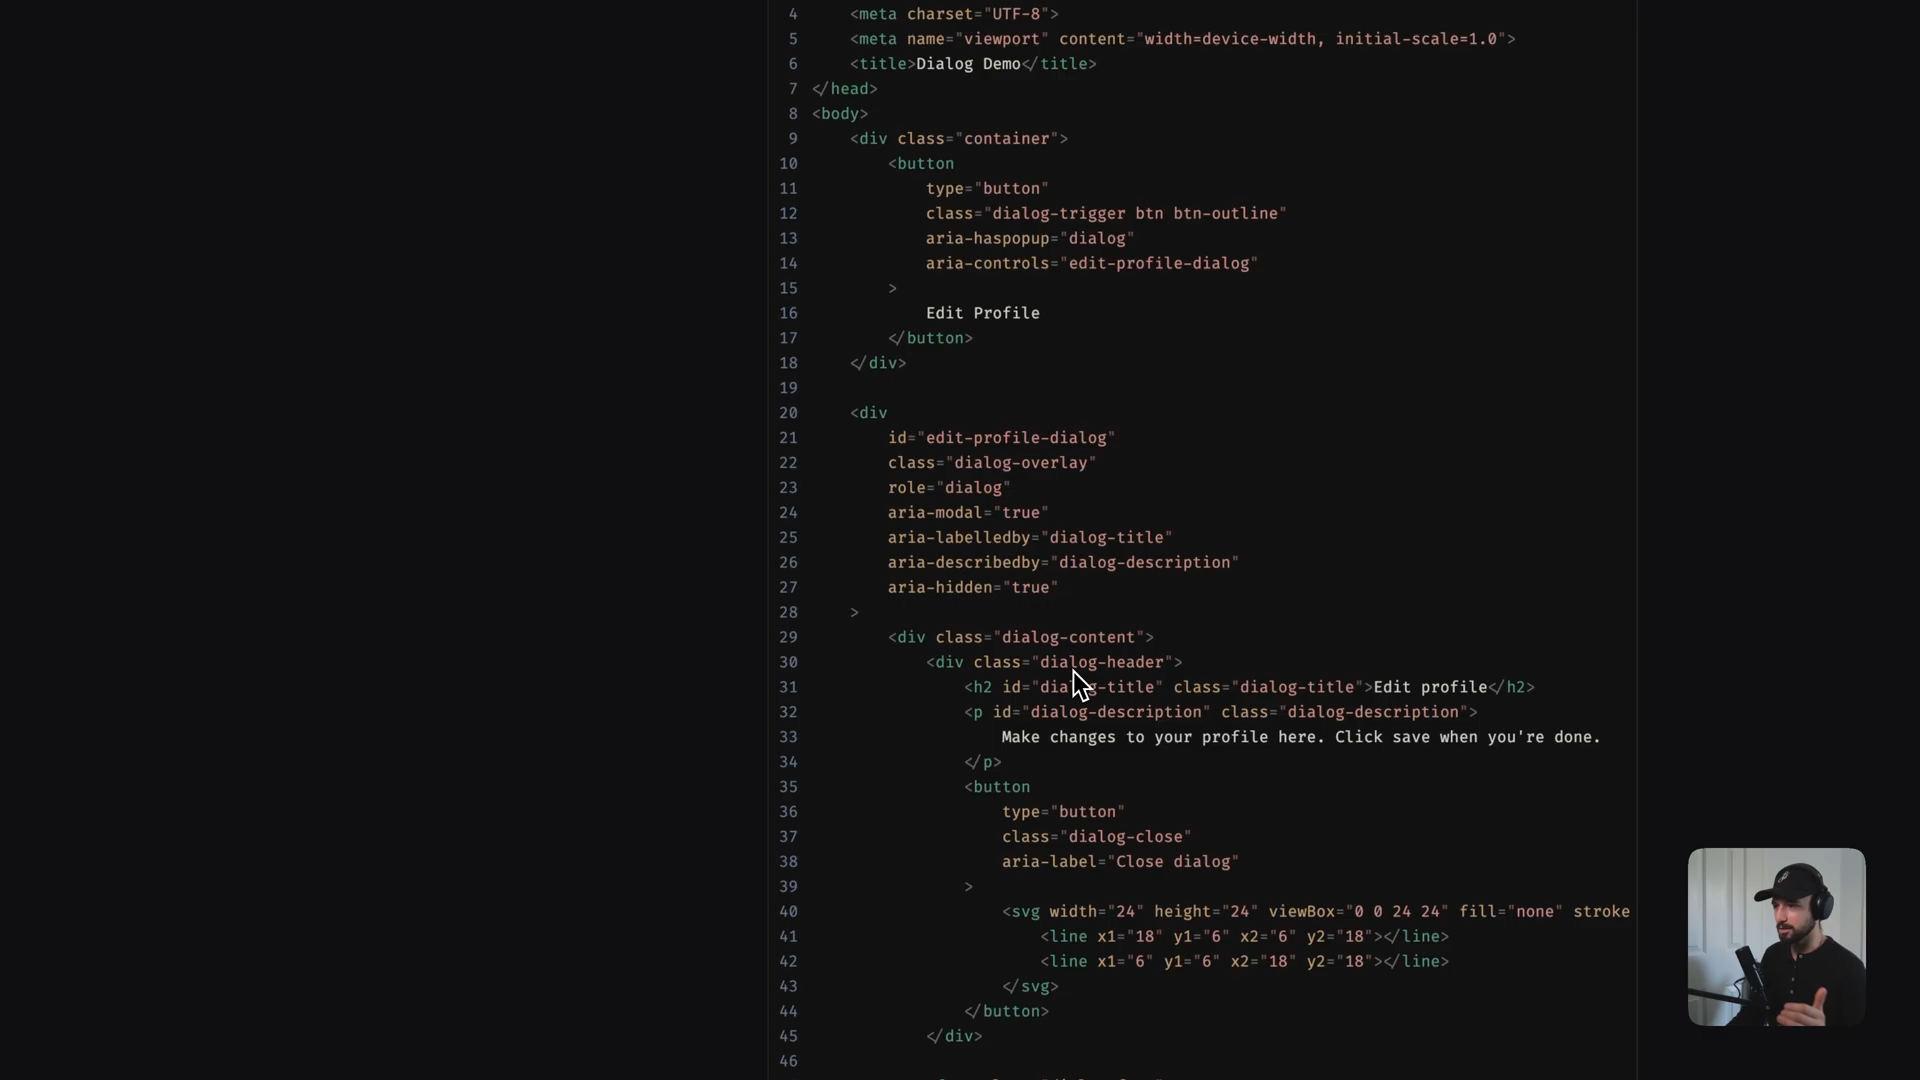 4 <meta charset="UTF-8">
5 <meta name="viewport" content="width=device-width, initial-scale=1.0">
6 <title>Dialog Demo</title>
7 </head>
8 <body>
9 <div class="container">
10 <button
11 type="button"
12 class="dialog-trigger btn btn-outline"
13 aria-haspopup="dialog"
14 aria-controls="edit-profile-dialog"
15 >
16 Edit Profile
17 </button>
18 </div>
19
20 <div
21 id="edit-profile-dialog"
22 class="dialog-overlay"
23 role="dialog"
24 aria-modal="true"
25 aria-labelledby="dialog-title"
26 aria-describedby="dialog-description"
27 aria-hidden="true"
28 >
29 <div class="dialog-content">
30 <div class="dialog-header">
31 <h2 id="dialog-title" class="dialog-title">Edit profile</h2>
32 <p id="dialog-description" class="dialog-description">
33 Make changes to your profile here. Click save when you're done.
34 </p>
35 <button
36 type="button"
37 class="dialog-close"
38 aria-label="Close dialog"
39 >
40 <svg width="24" height="24" viewBox="0 0 24 24" fill="none" stroke
41 <line x1="18" y1="6" x2="6" y2="18"></line>
42 <line x1="6" y1="6" x2="18" y2="18"></line>
43 </svg>
44 </button>
45 </div>
46